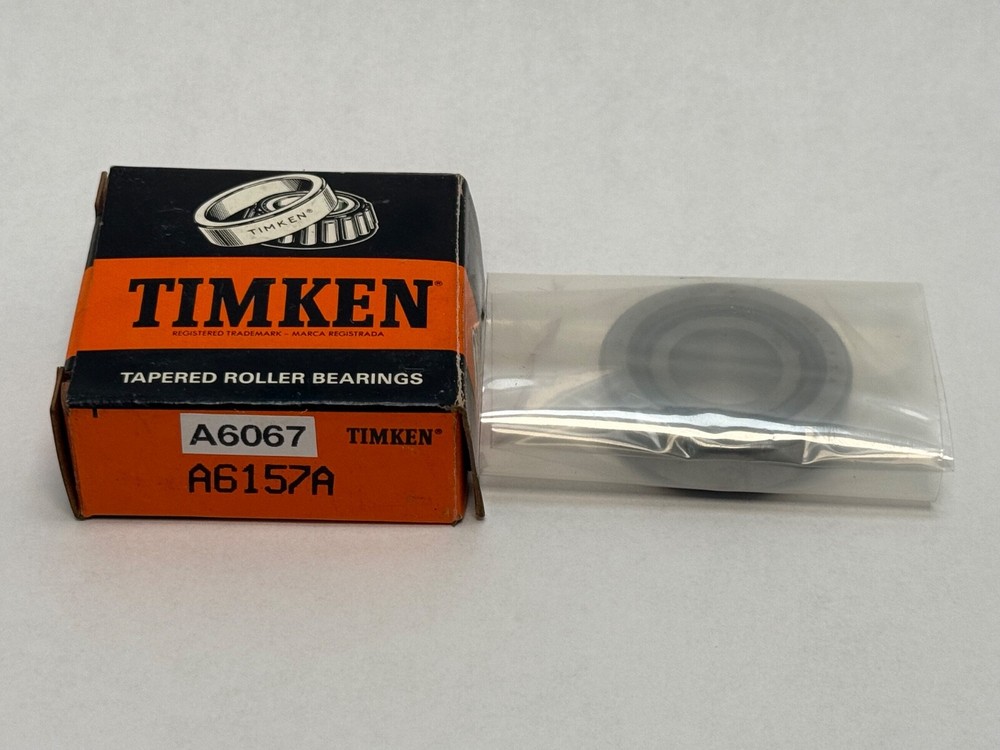 TIMKEN®
TIMKEN®
REGISTERED TRADEMARK – MARCA REGISTRADA
TAPERED ROLLER BEARINGS
A6067 TIMKEN®
A6157A